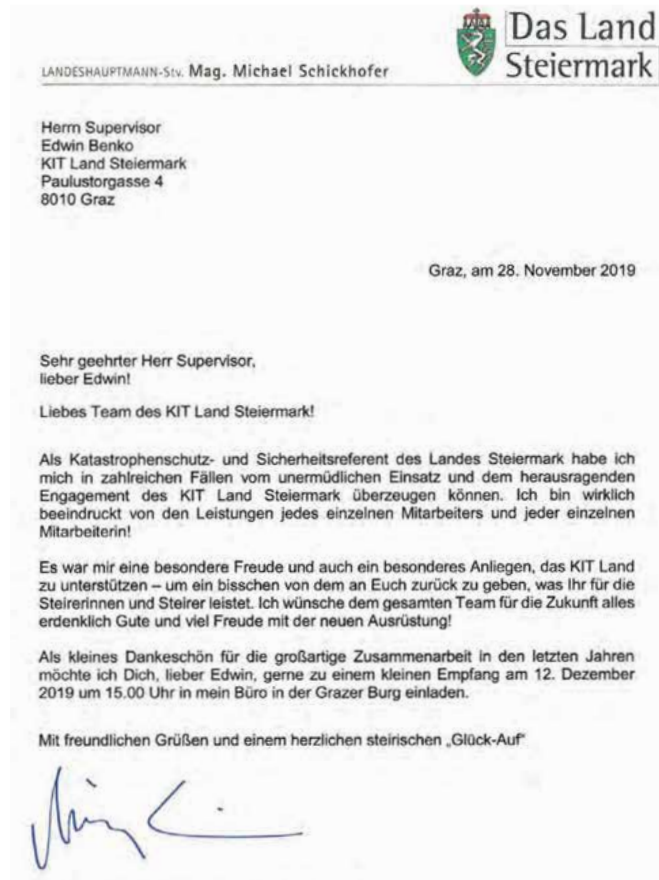 Das Land
Steiermark
LANDESHAUPTMANN-Stv. Mag. Michael Schickhofer
Herrn Supervisor
Edwin Benko
KIT Land Steiermark
Paulustorgasse 4
8010 Graz
Graz, am 28. November 2019
Sehr geehrter Herr Supervisor,
lieber Edwin!
Liebes Team des KIT Land Steiermark!
Als Katastrophenschutz- und Sicherheitsreferent des Landes Steiermark habe ich
mich in zahlreichen Fällen vom unermüdlichen Einsatz und dem herausragenden
Engagement des KIT Land Steiermark überzeugen können. Ich bin wirklich
beeindruckt von den Leistungen jedes einzelnen Mitarbeiters und jeder einzelnen
Mitarbeiterin!
Es war mir eine besondere Freude und auch ein besonderes Anliegen, das KIT Land
zu unterstützen – um ein bisschen von dem an Euch zurück zu geben, was Ihr für die
Steirerinnen und Steirer leistet. Ich wünsche dem gesamten Team für die Zukunft alles
erdenklich Gute und viel Freude mit der neuen Ausrüstung!
Als kleines Dankeschön für die großartige Zusammenarbeit in den letzten Jahren
möchte ich Dich, lieber Edwin, gerne zu einem kleinen Empfang am 12. Dezember
2019 um 15.00 Uhr in mein Büro in der Grazer Burg einladen.
Mit freundlichen Grüßen und einem herzlichen steirischen „Glück-Auf“